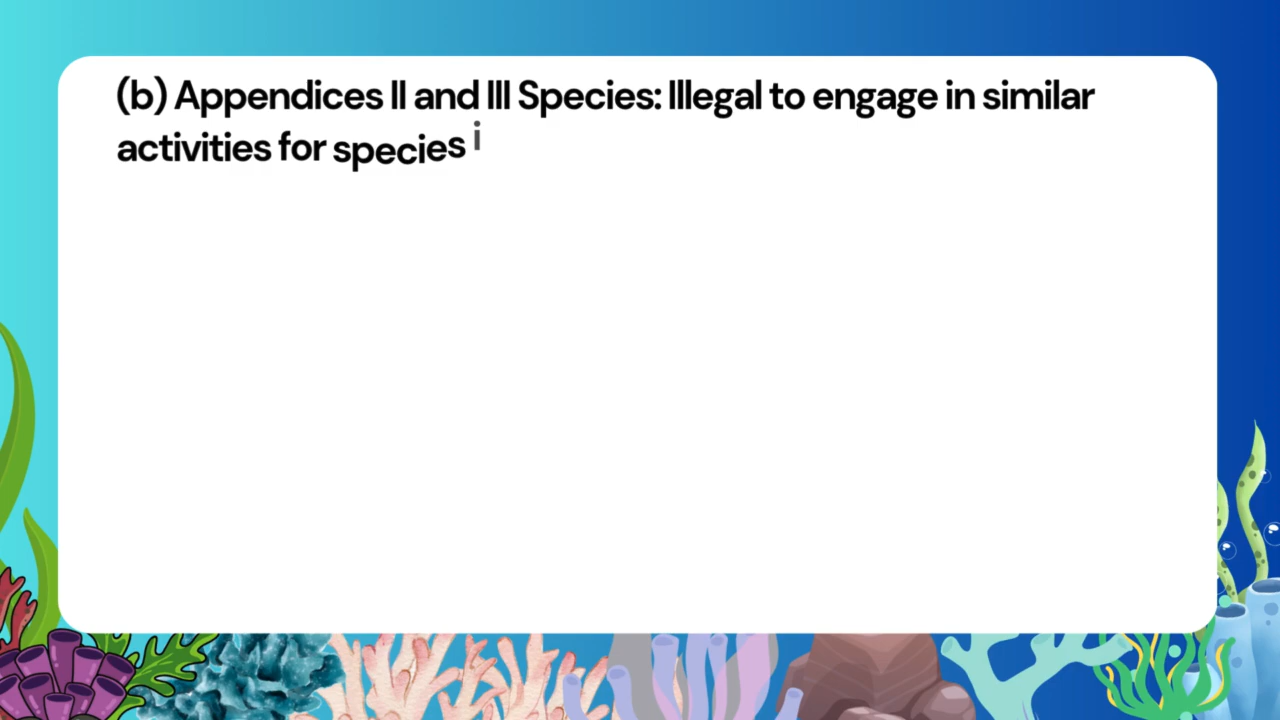 (b) Appendices II and III Species: Illegal to engage in similar
activities for species i